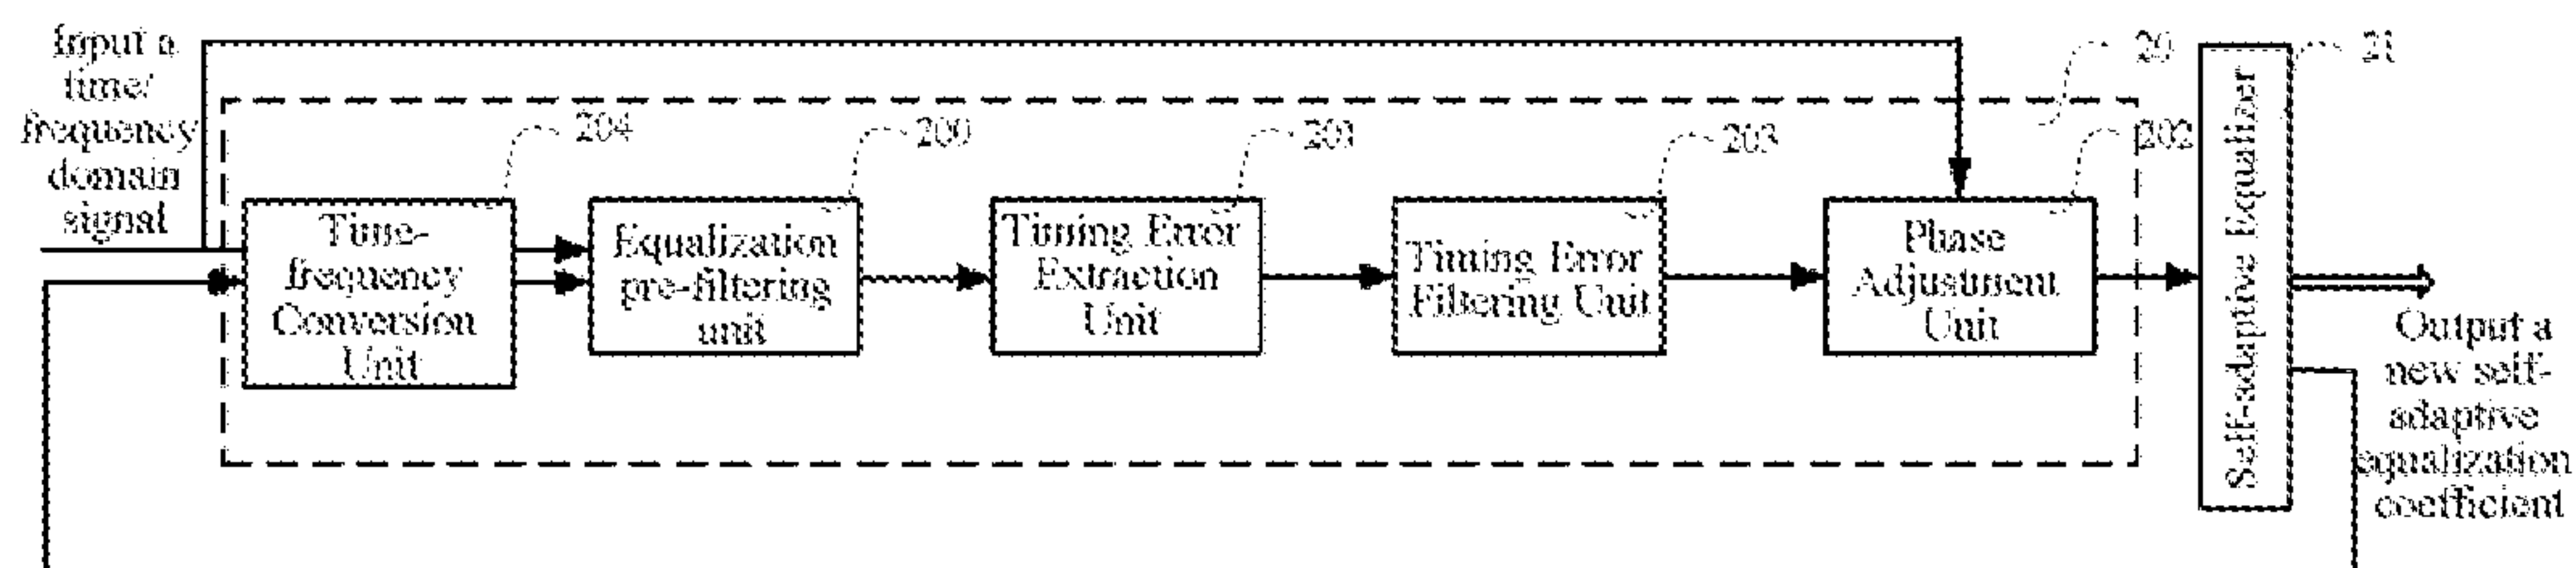 Input a
time/
frequency
domain
signal
20
21
204
200
201
203
202
Time-
frequency
Conversion
Unit
Equalization
pre-filtering
unit
Timing Error
Extraction
Unit
Timing Error
Filtering Unit
Phase
Adjustment
Unit
Self-adaptive Equalizer
Output a
new self-
adaptive
equalization
coefficient